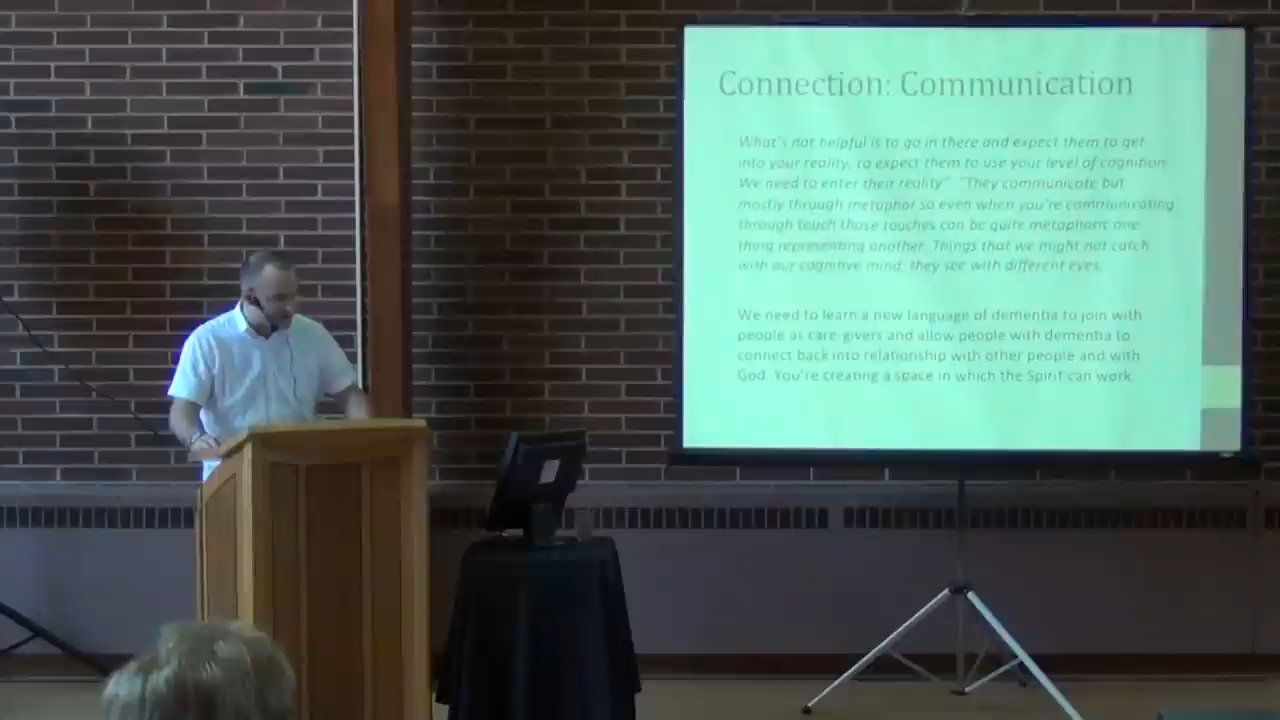 Connection: Communication
What's not helpful is to go in there and expect them to get
into your reality, to expect them to use your level of cognition.
We need to enter their reality" "They communicate but
mostly through metaphor so even when you're communicating
through touch those touches can be quite metaphoric one
thing representing another. Things that we might not catch
with our cognitive mind, they see with different eyes.
We need to learn a new language of dementia to join with
people as care-givers and allow people with dementia to
connect back into relationship with other people and with
God. You're creating a space in which the Spirit can work